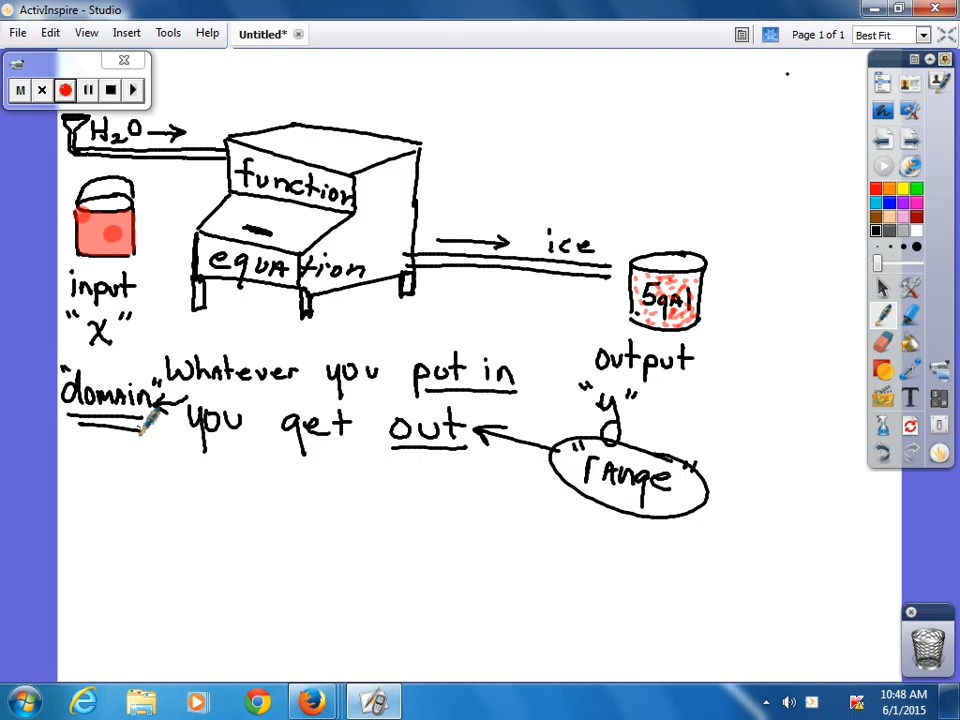 ActivInspire - Studio
File Edit View Insert Tools Help Untitled* Page 1 of 1 Best Fit
M
H₂O →
function
equation
→ ice
5gal
input
"x"
output
"y"
"domain"
Whatever you put in
you get out
"range"
T
10:48 AM
6/1/2015